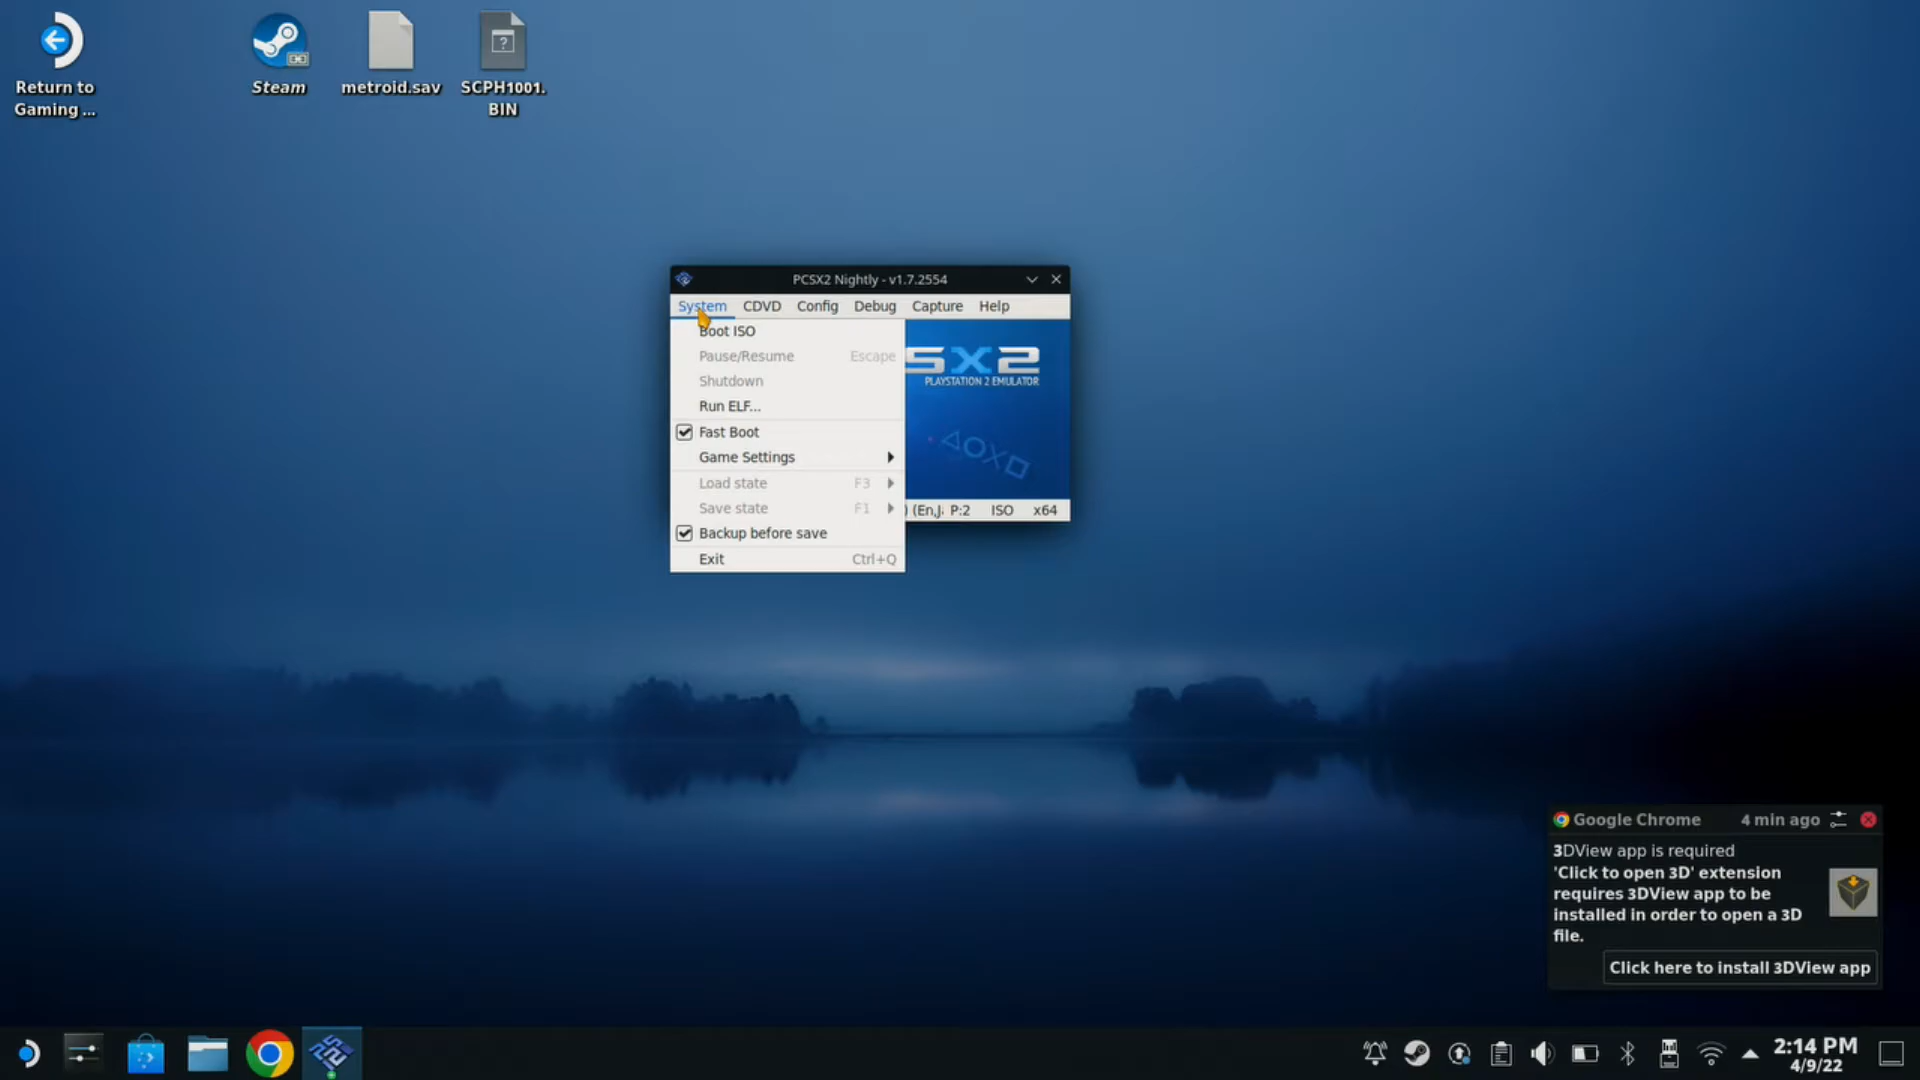 Return to
Gaming ...
Steam
metroid.sav
SCPH1001.
BIN
PCSX2 Nightly - v1.7.2554
System CDVD Config Debug Capture Help
Boot ISO
Pause/Resume Escape
Shutdown
Run ELF...
Fast Boot
Game Settings
Load state F3
Save state F1
Backup before save
Exit Ctrl+Q
SX2
PLAYSTATION 2 EMULATOR
) (En,J P:2 ISO x64
Google Chrome 4 min ago
3DView app is required
'Click to open 3D' extension
requires 3DView app to be
installed in order to open a 3D
file.
Click here to install 3DView app
2:14 PM
4/9/22